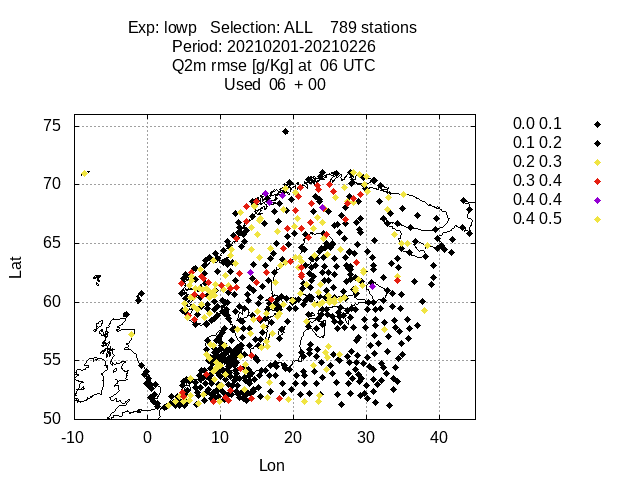 Exp: lowp Selection: ALL 789 stations
Period: 20210201-20210226
Q2m rmse [g/Kg] at 06 UTC
Used 06 + 00
75
70
65
60
55
50
Lat
-10 0 10 20 30 40
Lon
0.0 0.1
0.1 0.2
0.2 0.3
0.3 0.4
0.4 0.4
0.4 0.5